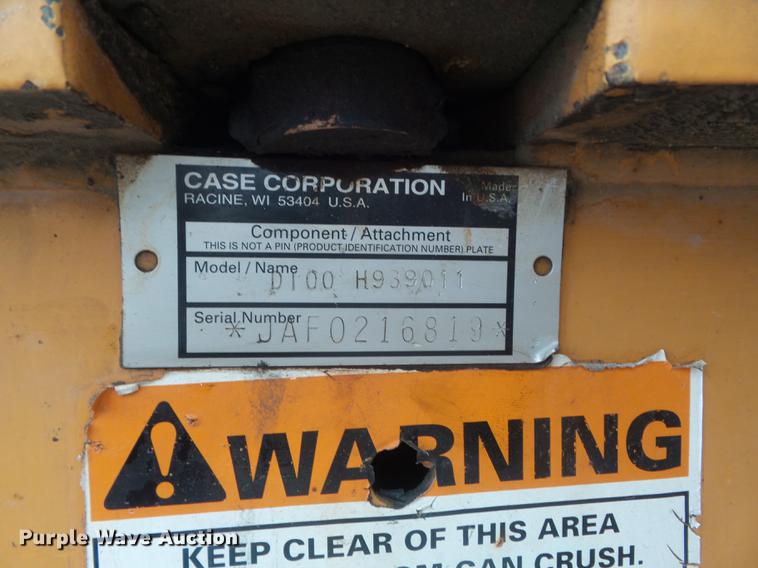 CASE CORPORATION
RACINE, WI 53404 U.S.A.
Made
In U.S.A.
Component / Attachment
THIS IS NOT A PIN (PRODUCT IDENTIFICATION NUMBER) PLATE
Model / Name
D100 H939011
Serial Number
*JAF0216819*
WARNING
KEEP CLEAR OF THIS AREA
CAN CRUSH.
Purple Wave Auction